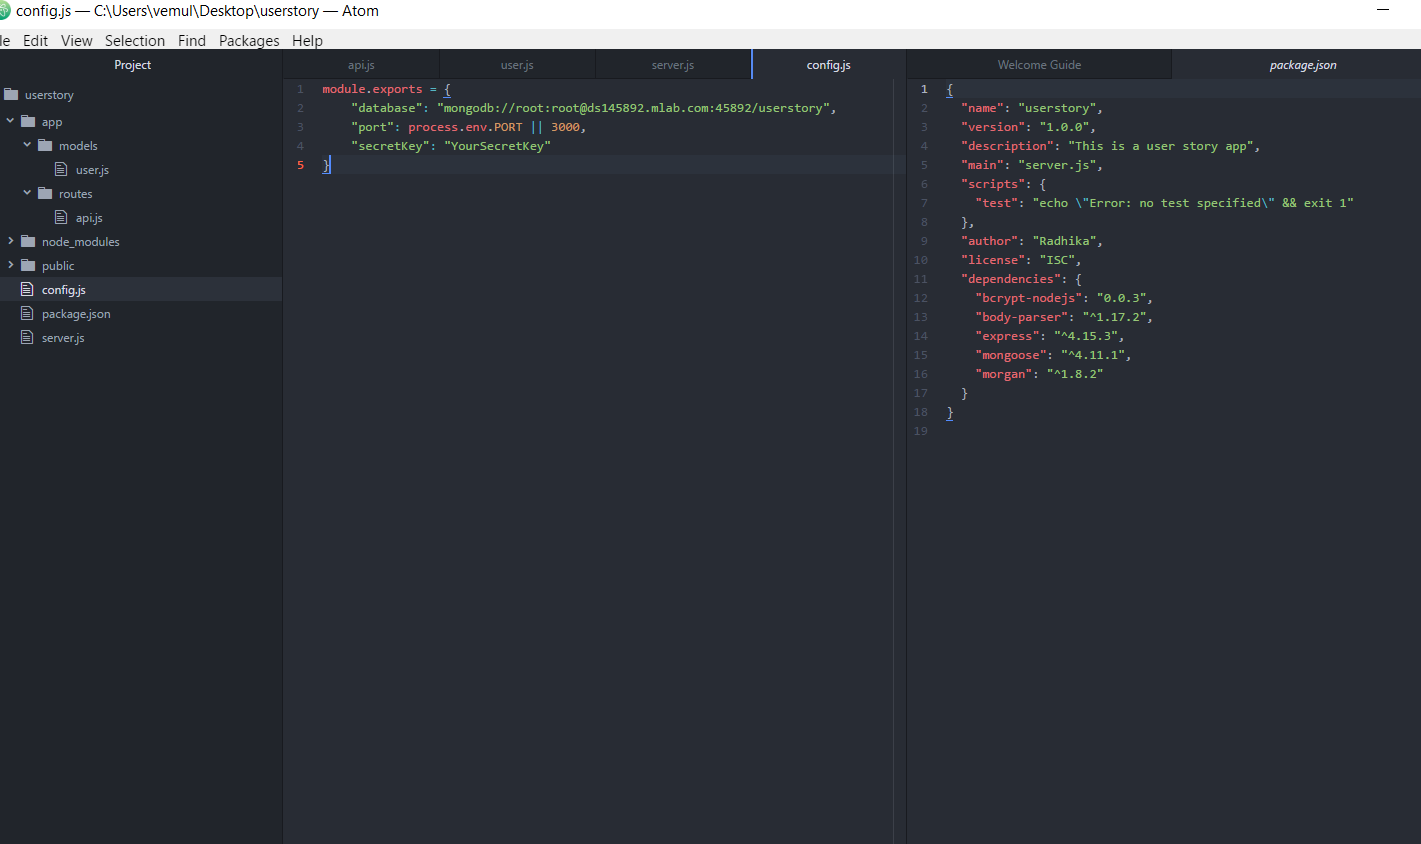 config.js — C:\Users\vemul\Desktop\userstory — Atom
le Edit View Selection Find Packages Help
Project
userstory
app
models
user.js
routes
api.js
node_modules
public
config.js
package.json
server.js
api.js user.js server.js config.js
1 module.exports = {
2 "database": "mongodb://root:root@ds145892.mlab.com:45892/userstory",
3 "port": process.env.PORT || 3000,
4 "secretKey": "YourSecretKey"
5 }
Welcome Guide package.json
1 {
2 "name": "userstory",
3 "version": "1.0.0",
4 "description": "This is a user story app",
5 "main": "server.js",
6 "scripts": {
7 "test": "echo \"Error: no test specified\" && exit 1"
8 },
9 "author": "Radhika",
10 "license": "ISC",
11 "dependencies": {
12 "bcrypt-nodejs": "0.0.3",
13 "body-parser": "^1.17.2",
14 "express": "^4.15.3",
15 "mongoose": "^4.11.1",
16 "morgan": "^1.8.2"
17 }
18 }
19